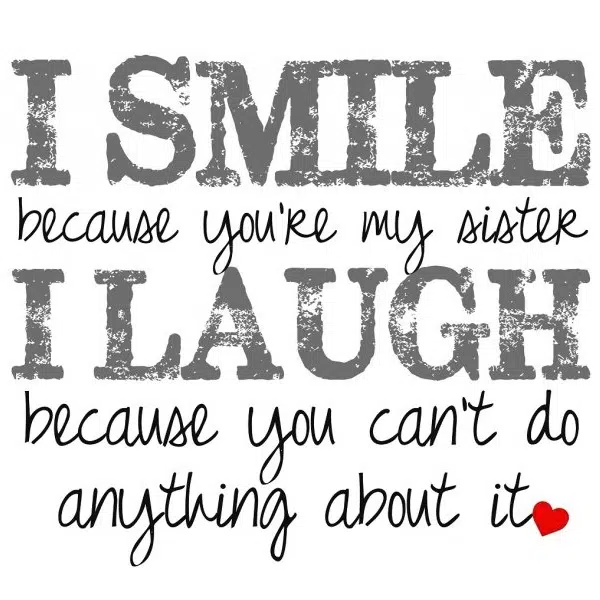 I SMILE
because you're my sister
I LAUGH
because you can't do
anything about it